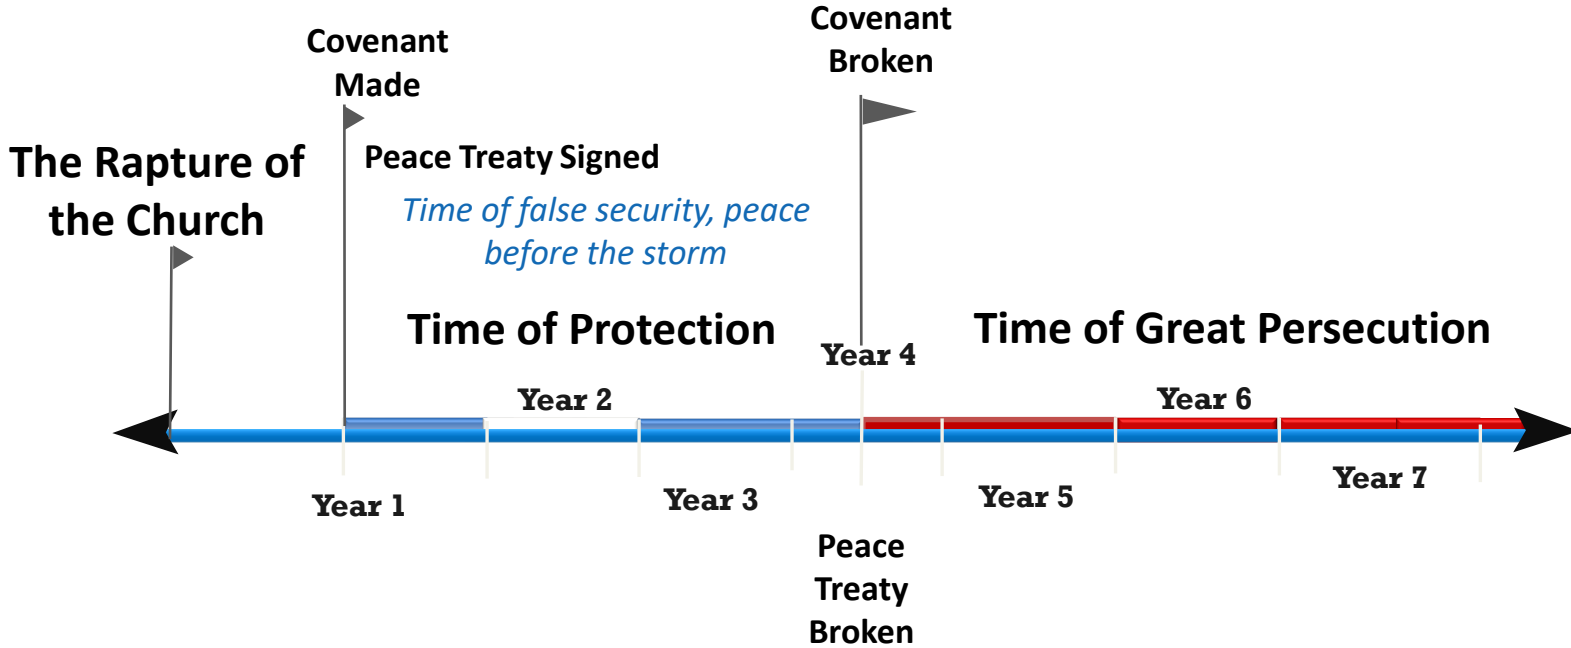 The Rapture of
the Church
Covenant
Made
Peace Treaty Signed
Time of false security, peace
before the storm
Time of Protection
Covenant
Broken
Time of Great Persecution
Year 1
Year 2
Year 3
Year 4
Year 5
Year 6
Year 7
Peace
Treaty
Broken